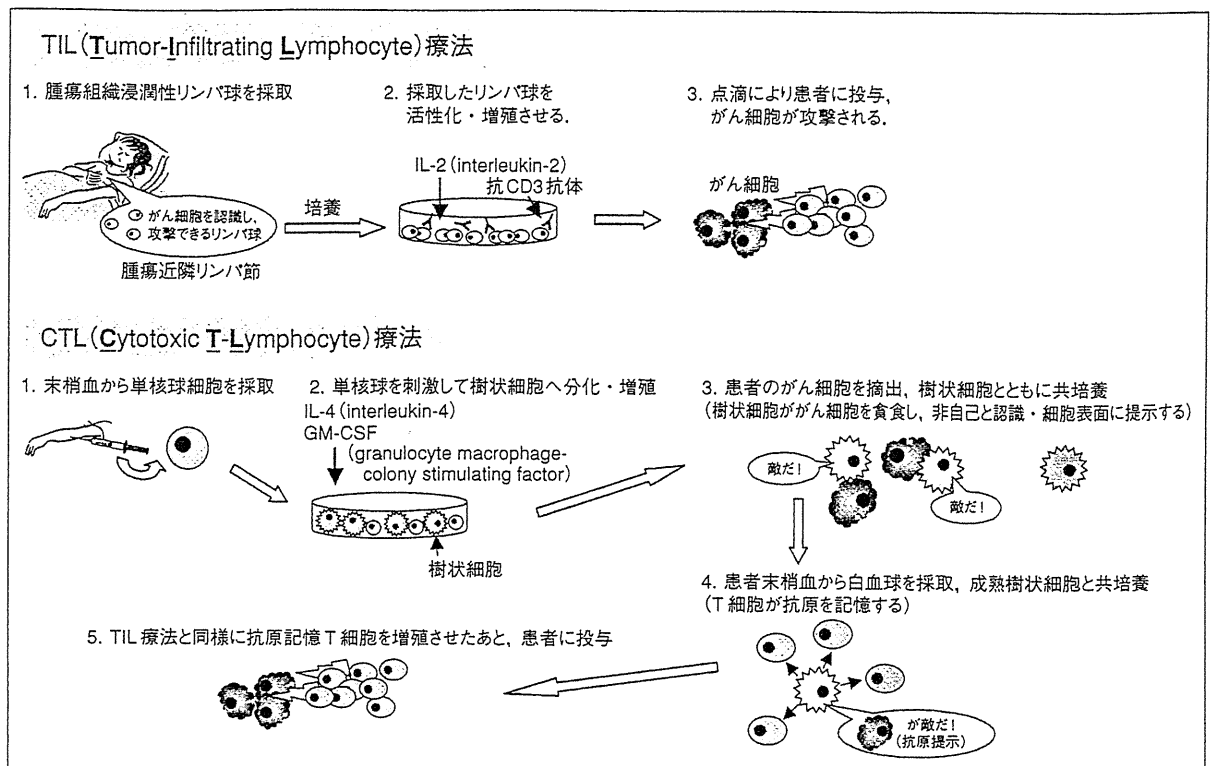 TIL(Tumor-Infiltrating Lymphocyte)療法
1. 腫瘍組織浸潤性リンパ球を採取
2. 採取したリンパ球を
活性化・増殖させる.
3. 点滴により患者に投与,
がん細胞が攻撃される.
IL-2(interleukin-2)
抗CD3抗体
がん細胞
がん細胞を認識し,
攻撃できるリンパ球
培養
腫瘍近隣リンパ節
CTL(Cytotoxic T-Lymphocyte)療法
1. 末梢血から単核球細胞を採取
2. 単核球を刺激して樹状細胞へ分化・増殖
IL-4(interleukin-4)
GM-CSF
(granulocyte macrophage-
colony stimulating factor)
樹状細胞
3. 患者のがん細胞を摘出, 樹状細胞とともに共培養
(樹状細胞ががん細胞を貪食し, 非自己と認識・細胞表面に提示する)
敵だ!
敵だ!
4. 患者末梢血から白血球を採取, 成熟樹状細胞と共培養
(T細胞が抗原を記憶する)
が敵だ!
(抗原提示)
5. TIL療法と同様に抗原記憶T細胞を増殖させたあと, 患者に投与